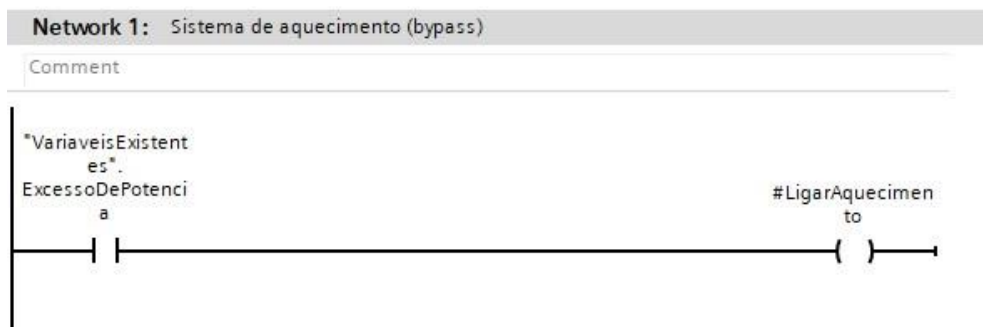 Network 1: Sistema de aquecimento (bypass)
Comment
"VariaveisExistent
es".
ExcessoDePotenci
a
#LigarAquecimen
to